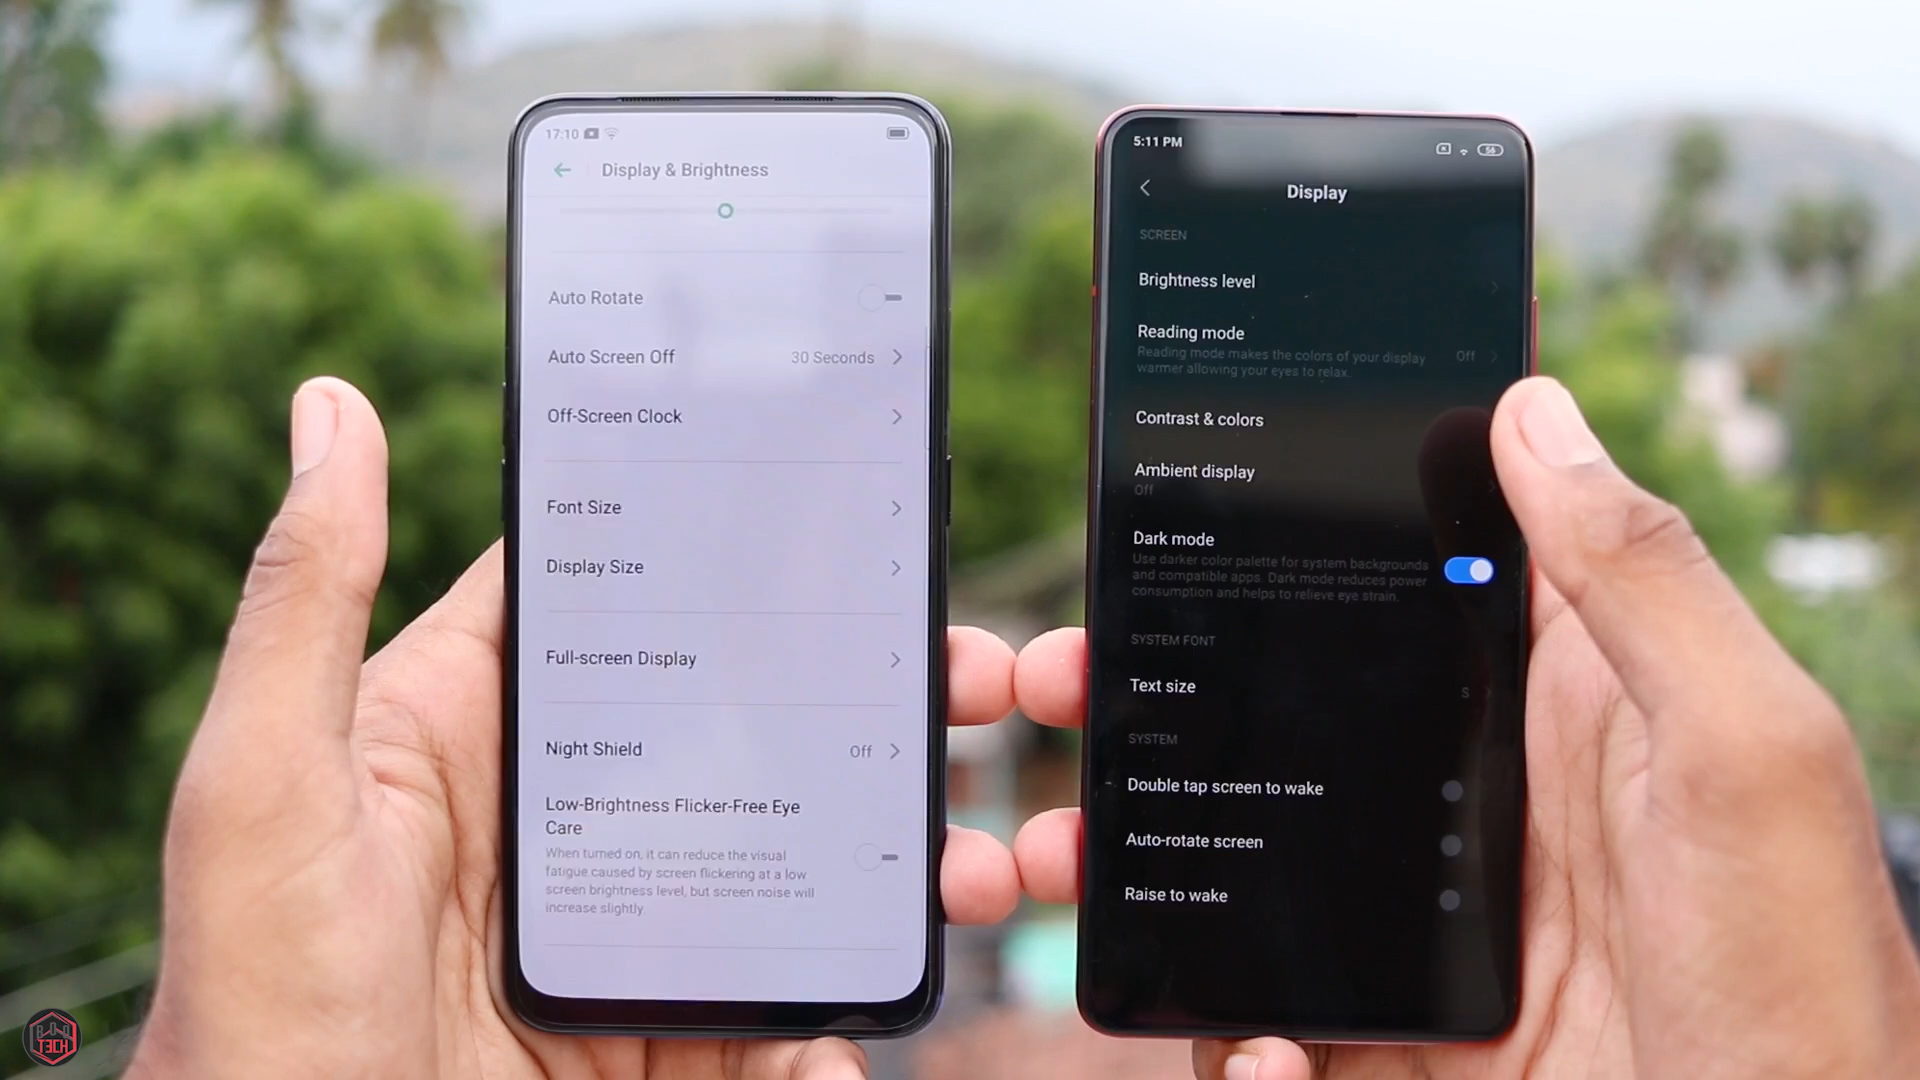 17:10
Display & Brightness
Auto Rotate
Auto Screen Off
30 Seconds
Off-Screen Clock
Font Size
Display Size
Full-screen Display
Night Shield
Off
Low-Brightness Flicker-Free Eye
Care
When turned on, it can reduce the visual
fatigue caused by screen flickering at a low
screen brightness level, but screen noise will
increase slightly.
5:11 PM
56
Display
SCREEN
Brightness level
Reading mode
Reading mode makes the colors of your display
warmer allowing your eyes to relax.
Off
Contrast & colors
Ambient display
Off
Dark mode
Use darker color palette for system backgrounds
and compatible apps. Dark mode reduces power
consumption and helps to relieve eye strain.
SYSTEM FONT
Text size
S
SYSTEM
Double tap screen to wake
Auto-rotate screen
Raise to wake
T3CH